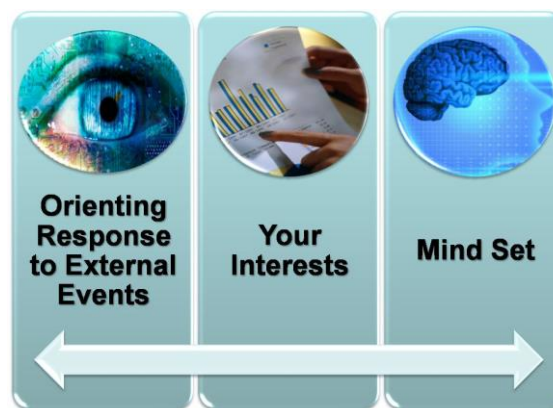 Orienting
Response
to External
Events
Your
Interests
Mind Set